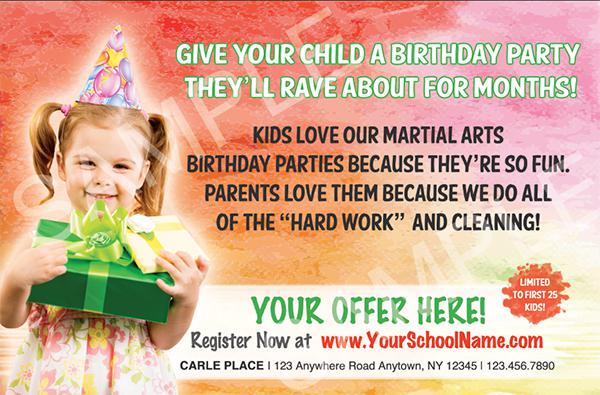 GIVE YOUR CHILD A BIRTHDAY PARTY
THEY'LL RAVE ABOUT FOR MONTHS!
KIDS LOVE OUR MARTIAL ARTS
BIRTHDAY PARTIES BECAUSE THEY'RE SO FUN.
PARENTS LOVE THEM BECAUSE WE DO ALL
OF THE “HARD WORK” AND CLEANING!
LIMITED
TO FIRST 25
KIDS!
YOUR OFFER HERE!
Register Now at www.YourSchoolName.com
CARLE PLACE | 123 Anywhere Road Anytown, NY 12345 | 123.456.7890
SAMPLE
SAMPLE